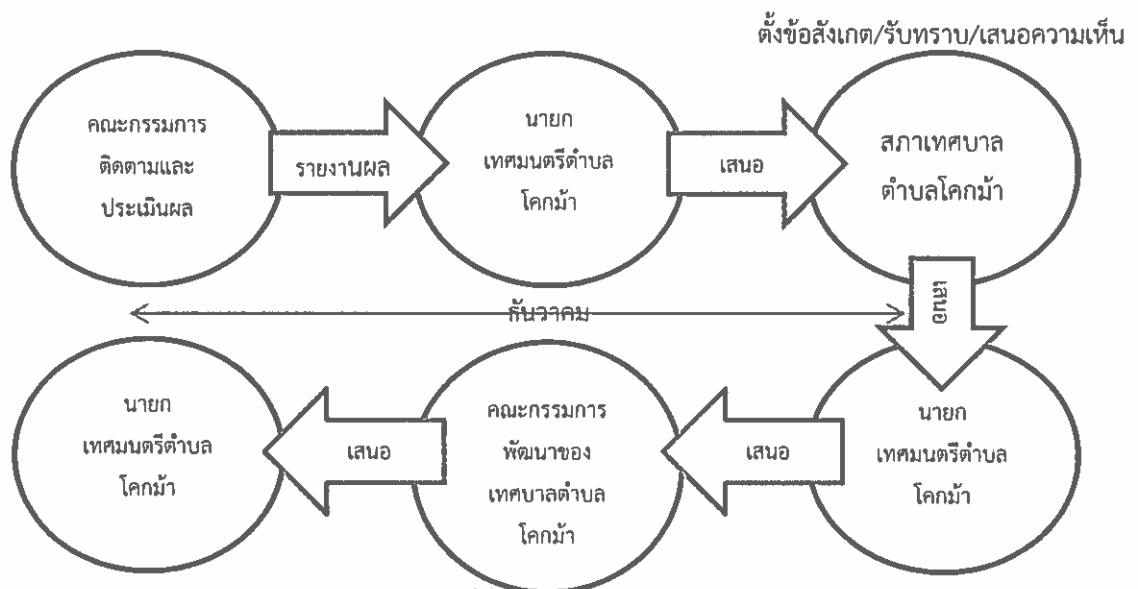 ตั้งข้อสังเกต/รับทราบ/เสนอความเห็น
คณะกรรมการ
ติดตามและ
ประเมินผล
รายงานผล
นายก
เทศมนตรีตำบล
โคกม้า
เสนอ
สภาเทศบาล
ตำบลโคกม้า
เสนอ
ธันวาคม
นายก
เทศมนตรีตำบล
โคกม้า
เสนอ
คณะกรรมการ
พัฒนาของ
เทศบาลตำบล
โคกม้า
เสนอ
นายก
เทศมนตรีตำบล
โคกม้า